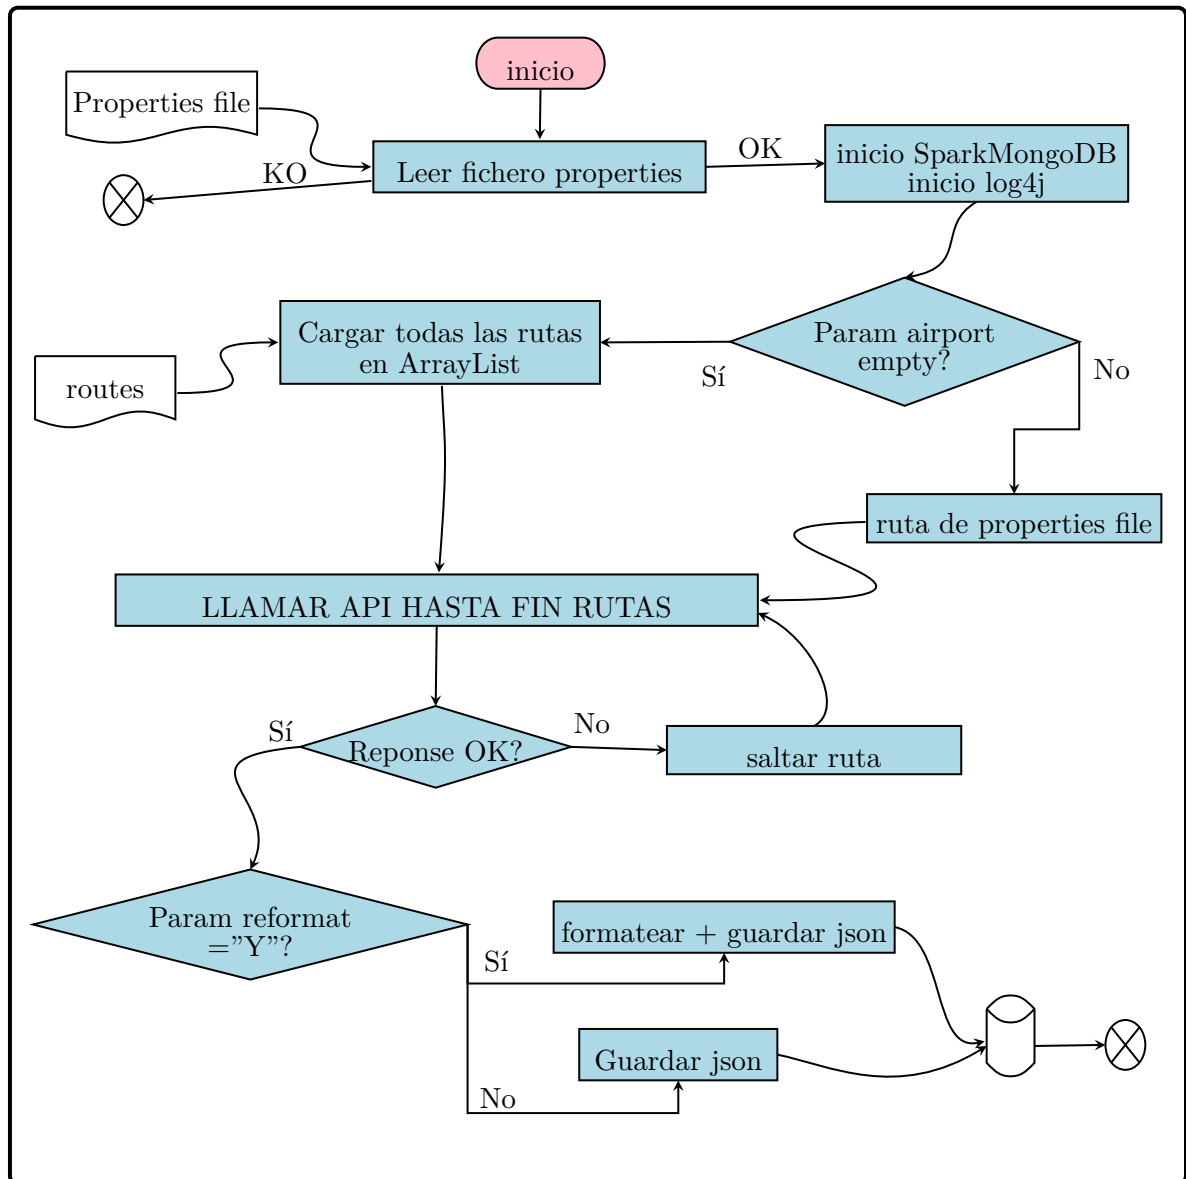 inicio
Properties file
OK
inicio SparkMongoDB
inicio log4j
KO
Leer fichero properties
Cargar todas las rutas
en ArrayList
Param airport
empty?
Sí
No
routes
ruta de properties file
LLAMAR API HASTA FIN RUTAS
Sí
No
Reponse OK?
saltar ruta
Param reformat
="Y"?
formatear + guardar json
Sí
Guardar json
No